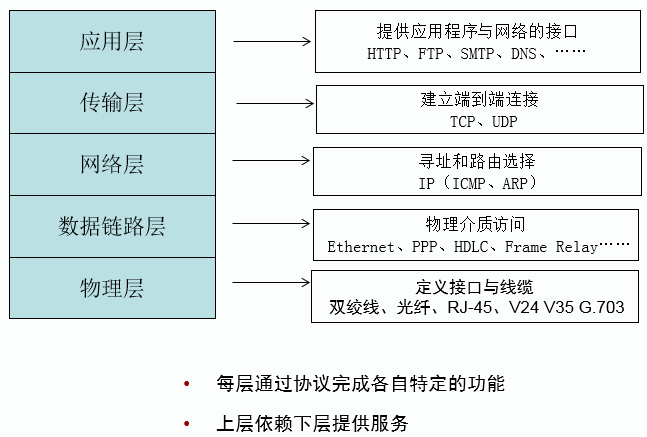 应用层
提供应用程序与网络的接口
HTTP、FTP、SMTP、DNS、……
传输层
建立端到端连接
TCP、UDP
网络层
寻址和路由选择
IP（ICMP、ARP）
数据链路层
物理介质访问
Ethernet、PPP、HDLC、Frame Relay……
物理层
定义接口与线缆
双绞线、光纤、RJ-45、V24 V35 G.703
• 每层通过协议完成各自特定的功能
• 上层依赖下层提供服务